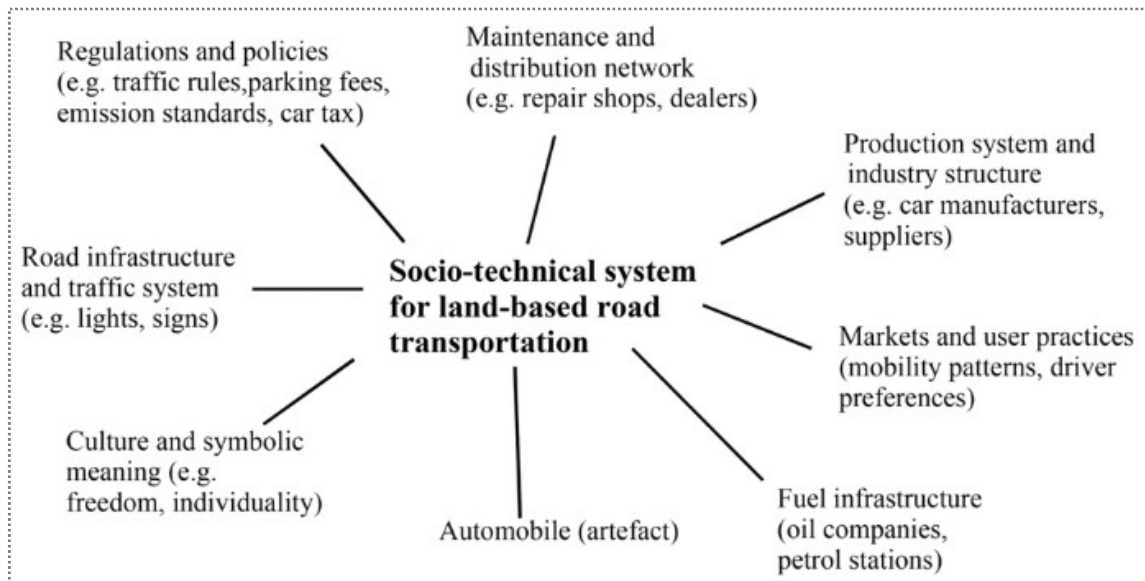 Regulations and policies
(e.g. traffic rules,parking fees,
emission standards, car tax)
Maintenance and
distribution network
(e.g. repair shops, dealers)
Production system and
industry structure
(e.g. car manufacturers,
suppliers)
Road infrastructure
and traffic system
(e.g. lights, signs)
Socio-technical system
for land-based road
transportation
Markets and user practices
(mobility patterns, driver
preferences)
Culture and symbolic
meaning (e.g.
freedom, individuality)
Automobile (artefact)
Fuel infrastructure
(oil companies,
petrol stations)